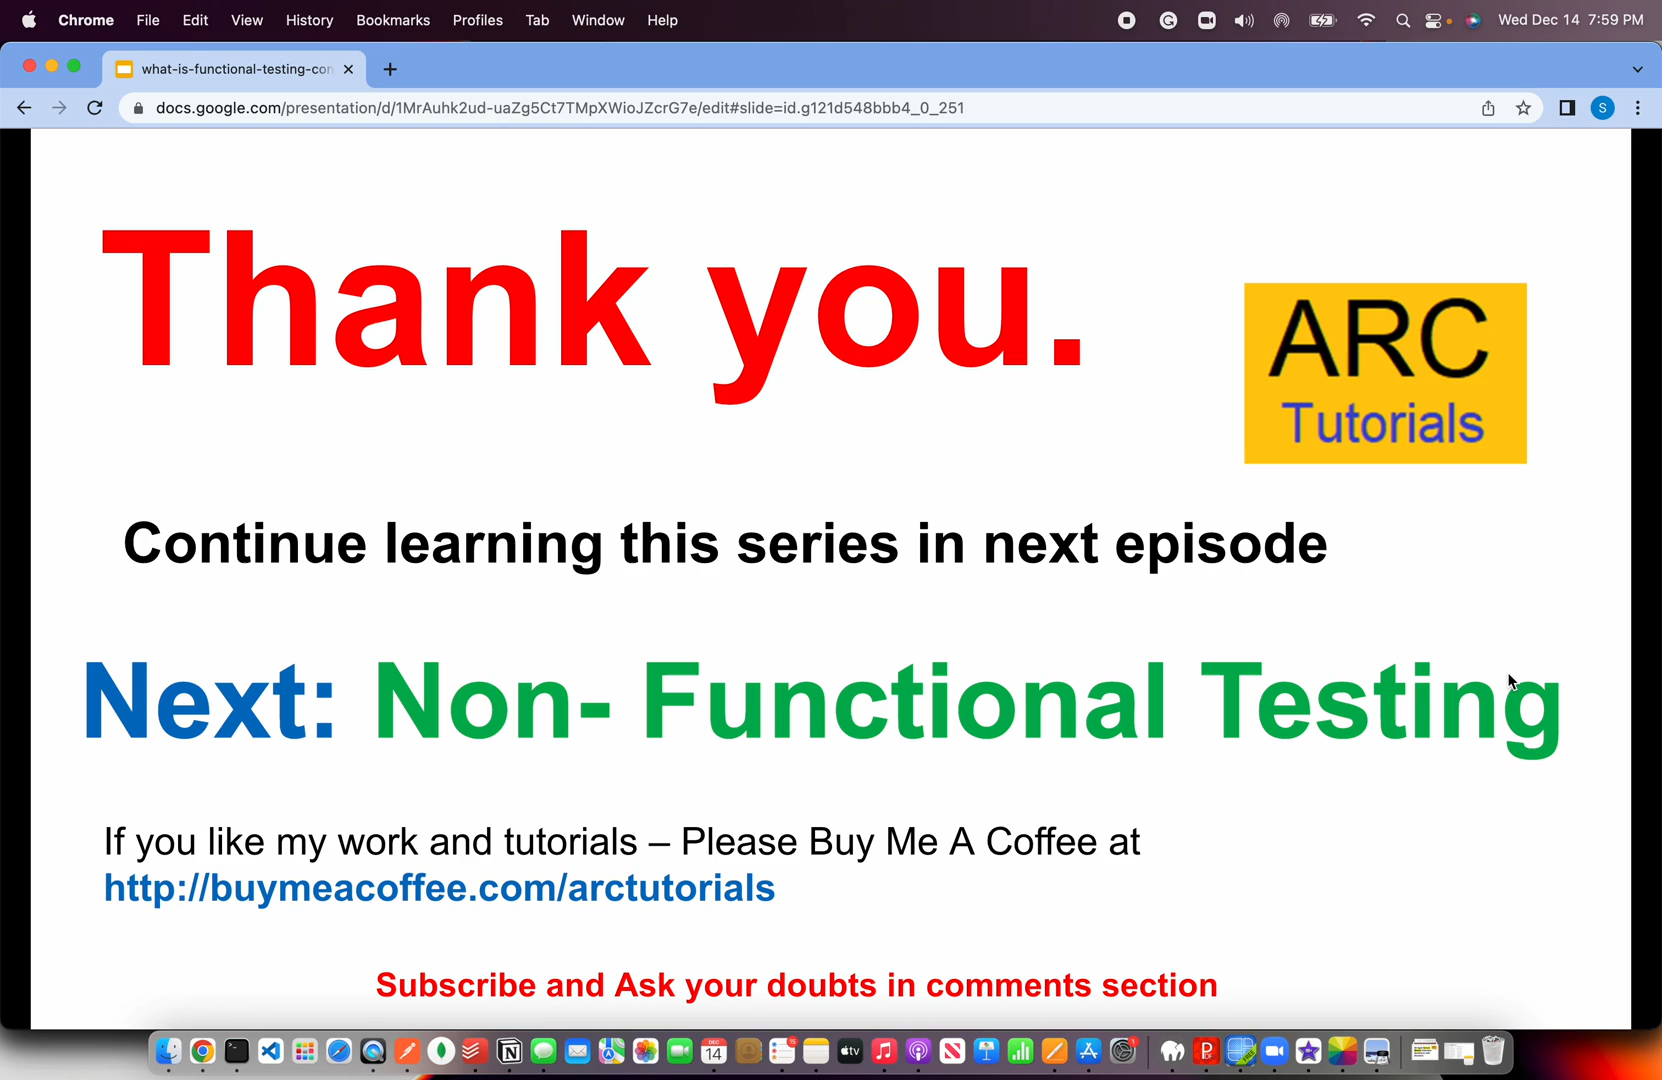 Chrome File Edit View History Bookmarks Profiles Tab Window Help Wed Dec 14 7:59 PM
what-is-functional-testing-con
docs.google.com/presentation/d/1MrAuhk2ud-uaZg5Ct7TMpXWioJZcrG7e/edit#slide=id.g121d548bbb4_0_251
S
Thank you.
ARC
Tutorials
Continue learning this series in next episode
Next: Non- Functional Testing
If you like my work and tutorials – Please Buy Me A Coffee at
http://buymeacoffee.com/arctutorials
Subscribe and Ask your doubts in comments section
DEC
14
tv